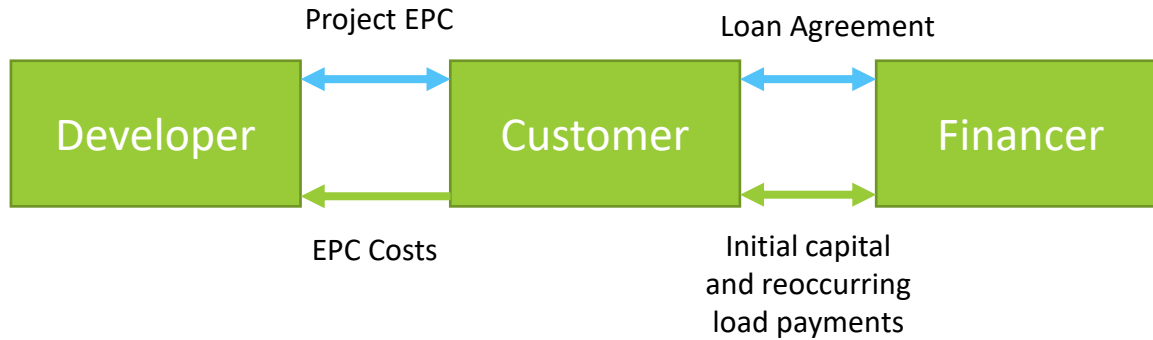 Project EPC
Loan Agreement
Developer
Customer
Financer
EPC Costs
Initial capital
and reoccurring
load payments